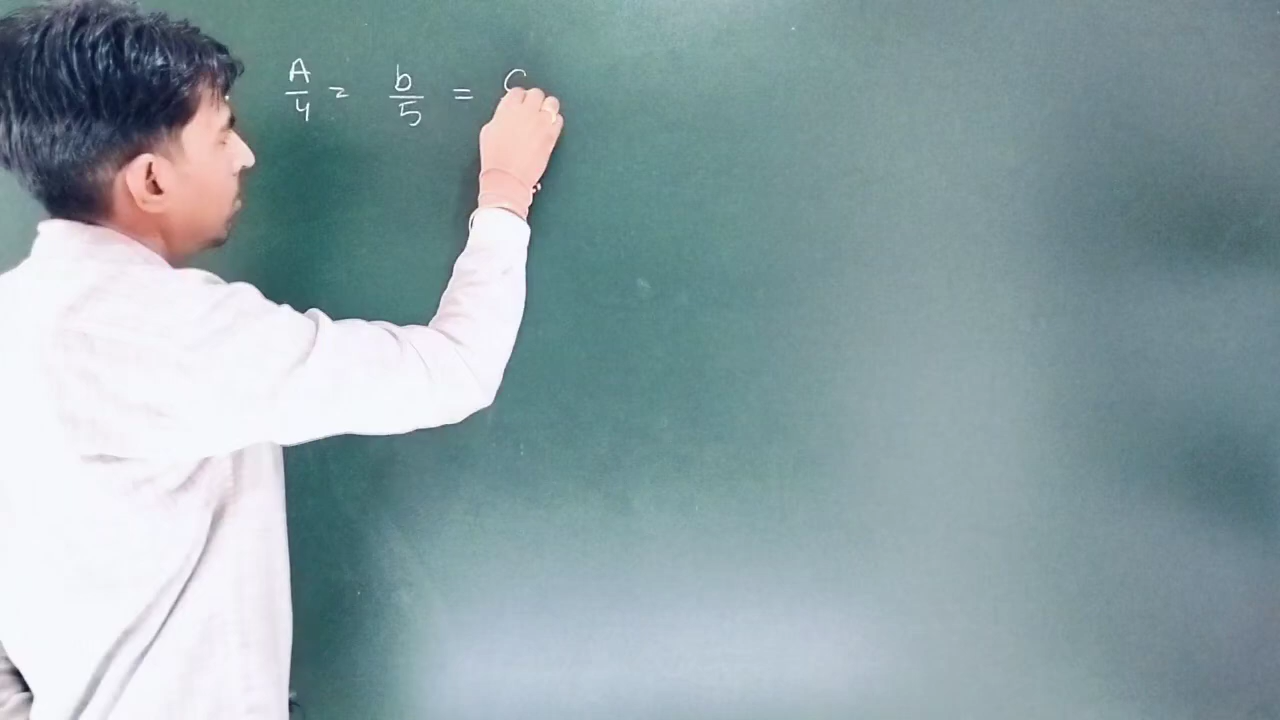 A/4 = b/5 = C